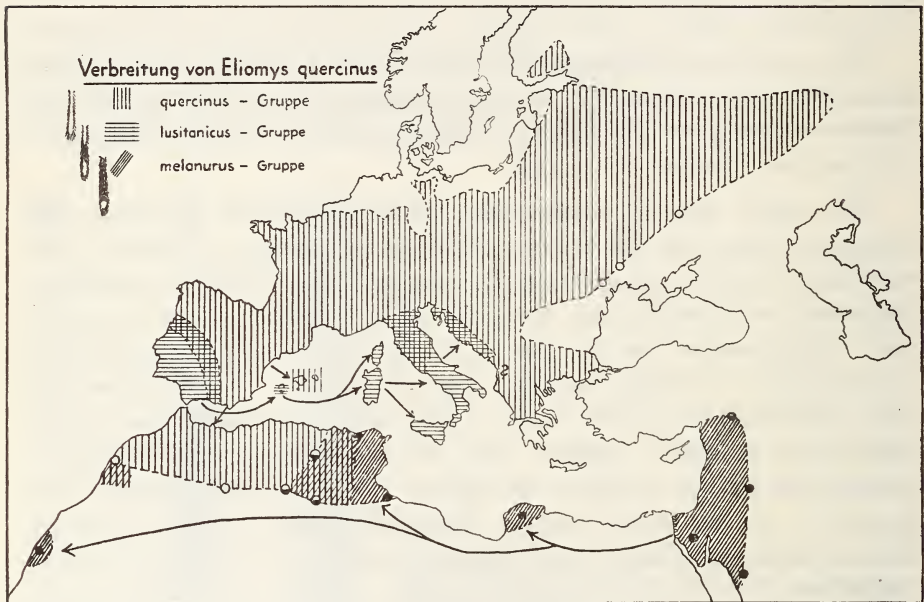 Verbreitung von Eliomys quercinus
quercinus – Gruppe
lusitanicus – Gruppe
melanurus – Gruppe
?